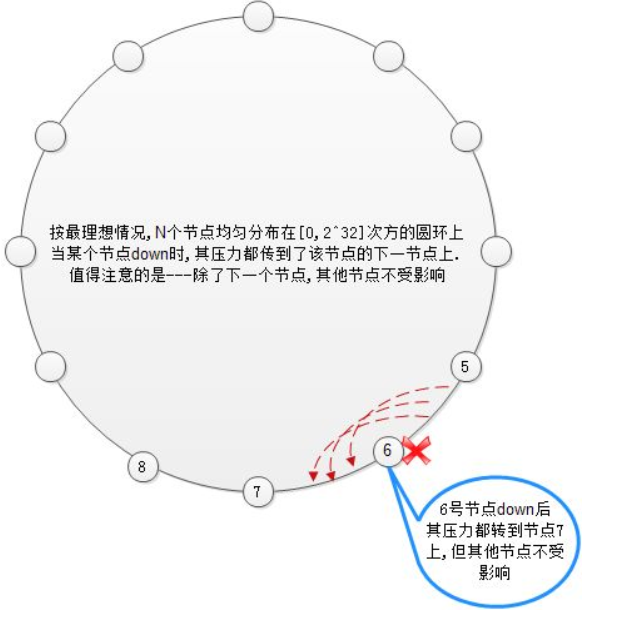 按最理想情况,N个节点均匀分布在[0,2^32]次方的圆环上
当某个节点down时,其压力都传到了该节点的下一节点上.
值得注意的是---除了下一个节点,其他节点不受影响
5
6
8
7
6号节点down后
其压力都转到节点7
上,但其他节点不受
影响